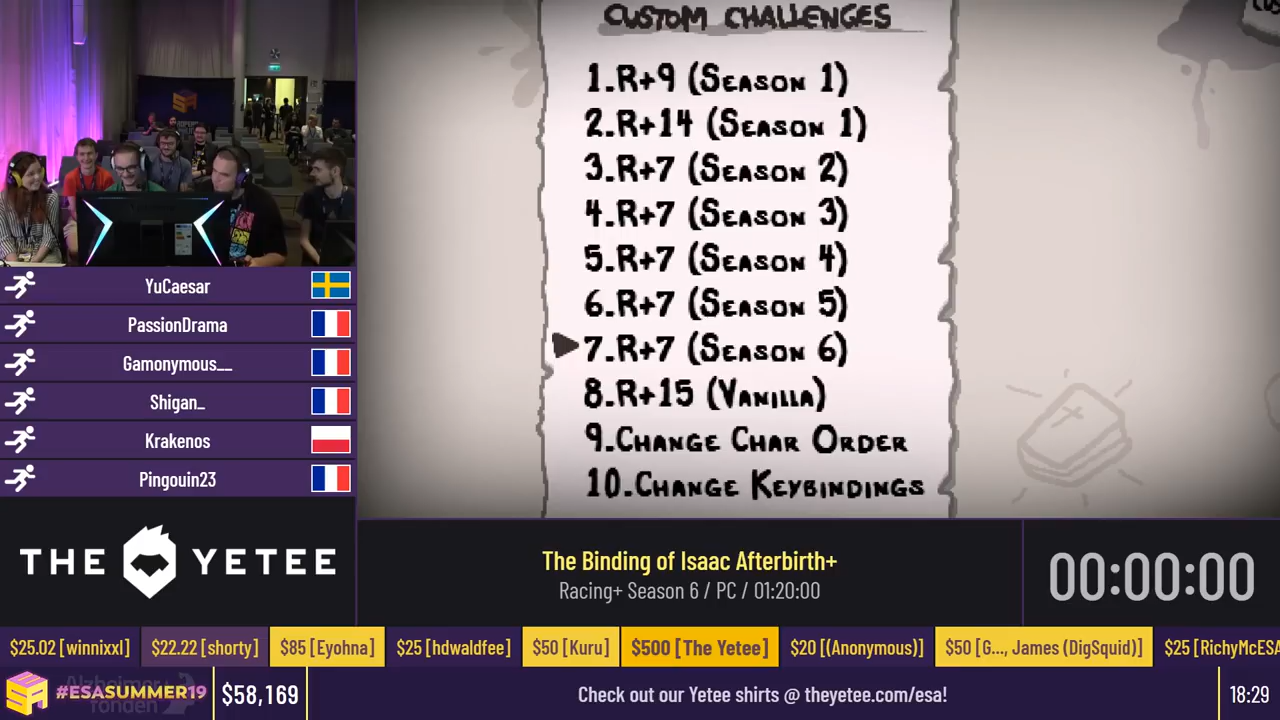 CUSTOM CHALLENGES
1.R+9 (SEASON 1)
2.R+14 (SEASON 1)
3.R+7 (SEASON 2)
4.R+7 (SEASON 3)
5.R+7 (SEASON 4)
6.R+7 (SEASON 5)
7.R+7 (SEASON 6)
8.R+15 (VANILLA)
9.CHANGE CHAR ORDER
10.CHANGE KEYBINDINGS
YuCaesar
PassionDrama
Gamonymous__
Shigan_
Krakenos
Pingouin23
THE YETEE
The Binding of Isaac Afterbirth+
Racing+ Season 6 / PC / 01:20:00
00:00:00
$25.02 [winnixxl] $22.22 [shorty] $85 [Eyohna] $25 [hdwaldfee] $50 [Kuru] $500 [The Yetee] $20 [(Anonymous)] $50 [G..., James (DigSquid)] $25 [RichyMcESA
#ESASUMMER19 $58,169 Check out our Yetee shirts @ theyetee.com/esa! 18:29